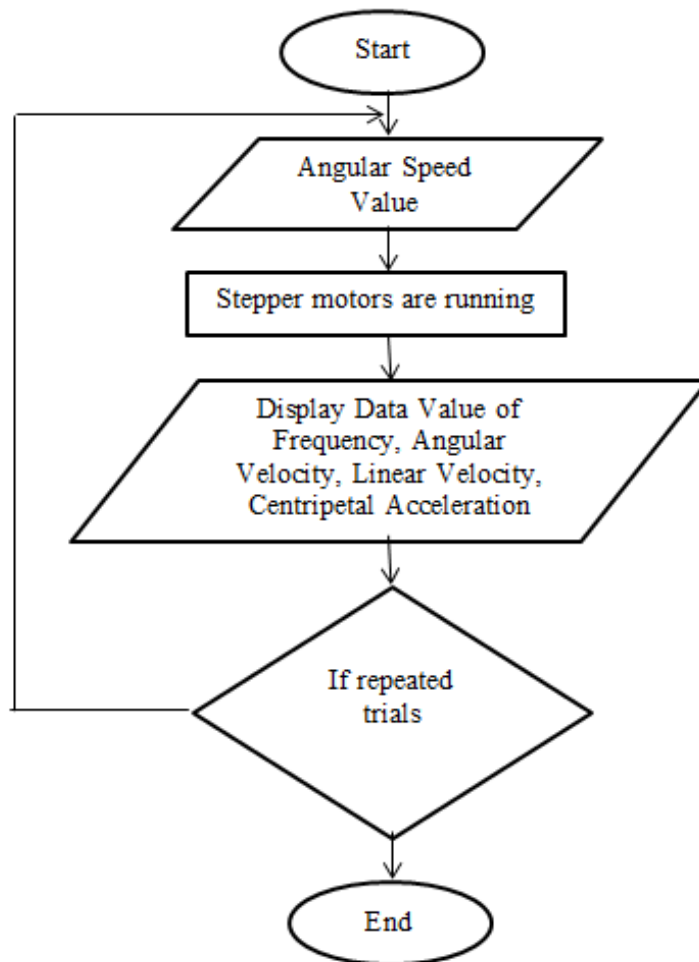 Start
Angular Speed
Value
Stepper motors are running
Display Data Value of
Frequency, Angular
Velocity, Linear Velocity,
Centripetal Acceleration
If repeated
trials
End